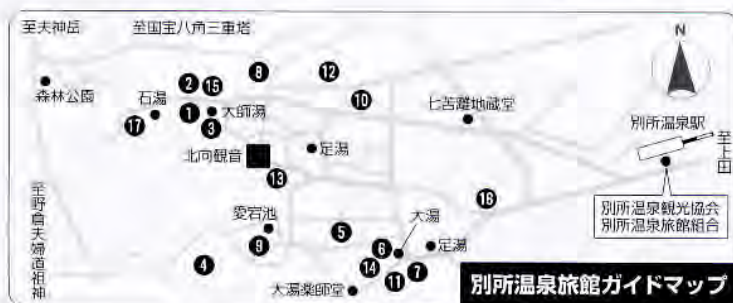 至夫神岳
至国宝八角三重塔
N
森林公園
石湯
2
15
8
12
10
七苦離地蔵堂
1
3
大師湯
17
別所温泉駅
至上田
北向観音
足湯
13
16
別所温泉観光協会
別所温泉旅館組合
至野倉夫婦道祖神
愛宕池
9
5
大湯
6
足湯
4
14
11
7
大湯薬師堂
別所温泉旅館ガイドマップ